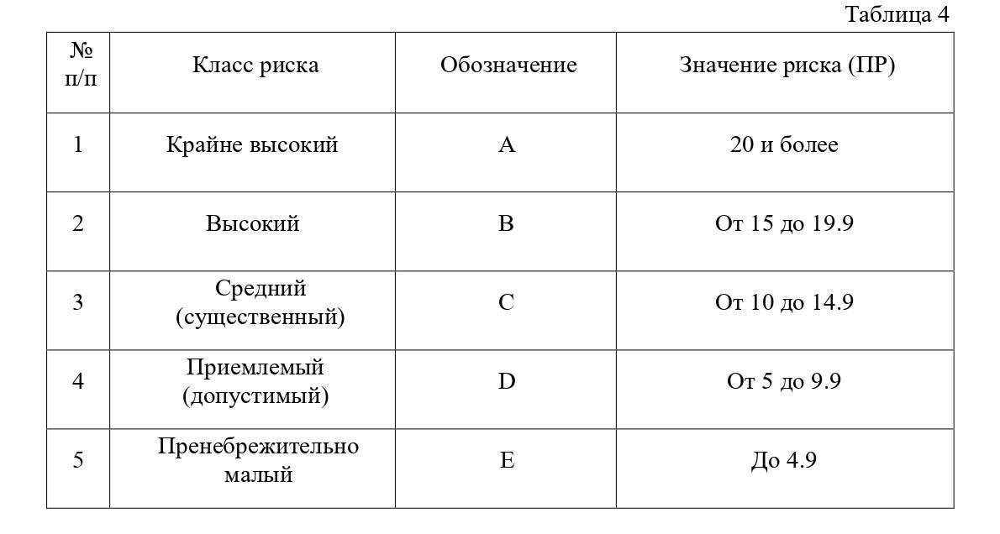 Таблица 4
№
п/п
Класс риска
Обозначение
Значение риска (ПР)
1
Крайне высокий
A
20 и более
2
Высокий
B
От 15 до 19.9
3
Средний
(существенный)
C
От 10 до 14.9
4
Приемлемый
(допустимый)
D
От 5 до 9.9
5
Пренебрежительно
малый
E
До 4.9